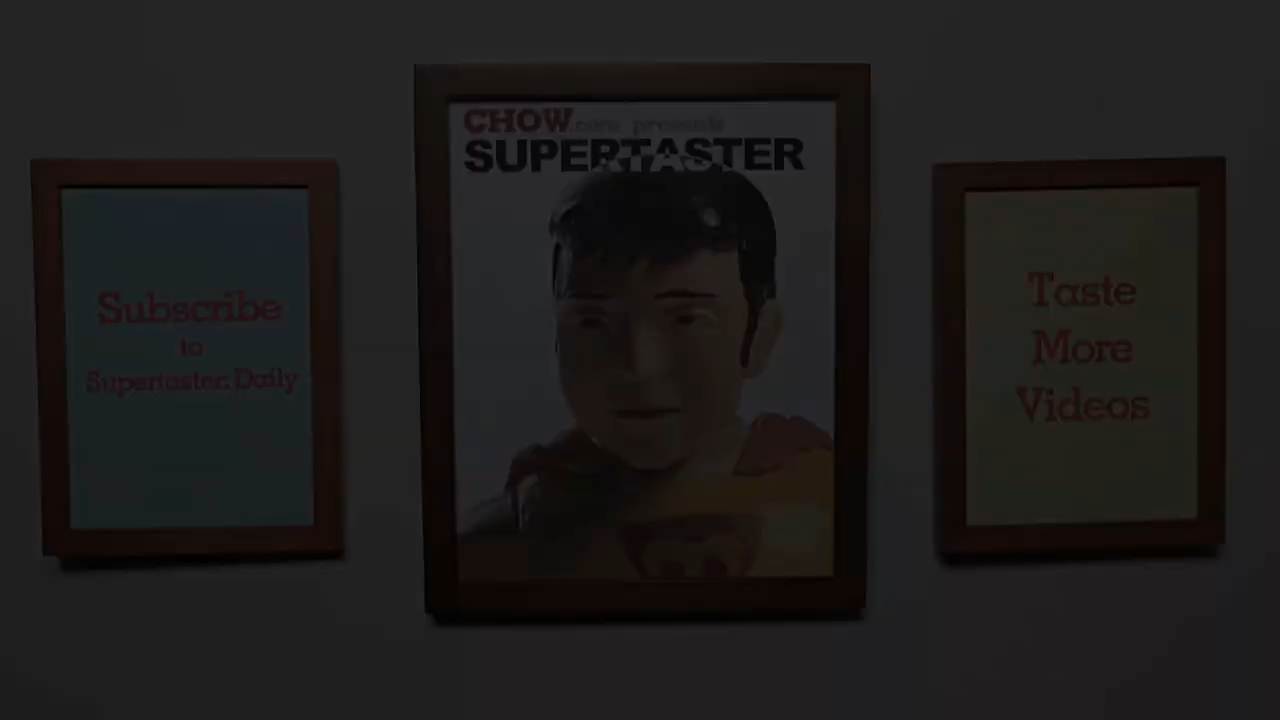 CHOW.com presents
SUPERTASTER
Subscribe
to
Supertaster Daily
Taste
More
Videos